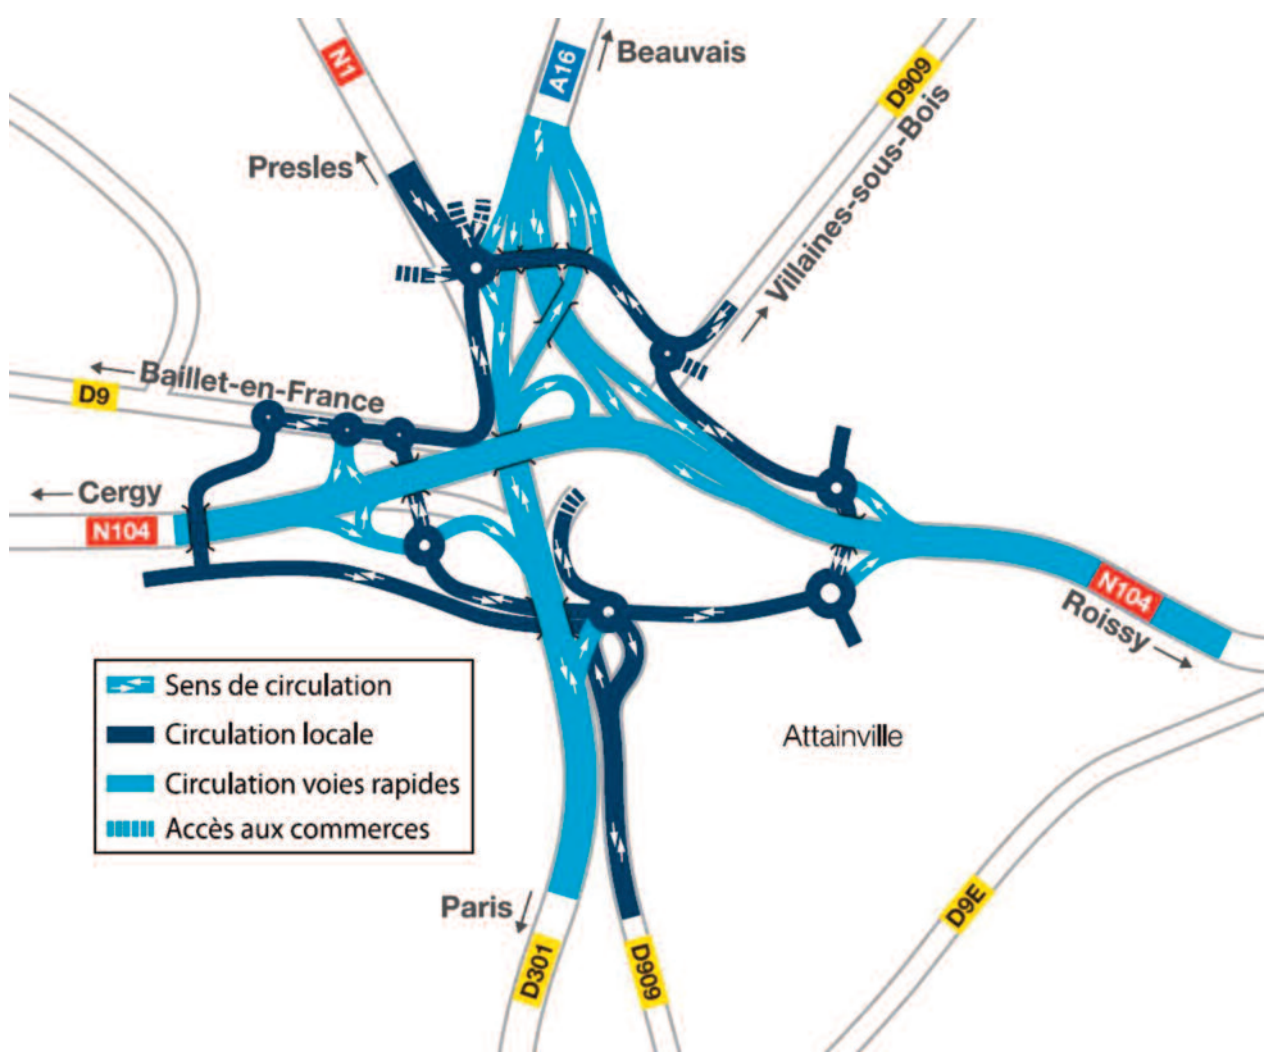 N1
A16
Beauvais
D909
Presles
Villaines-sous-Bois
Baillet-en-France
D9
Cergy
N104
N104
Roissy
Sens de circulation
Circulation locale
Circulation voies rapides
Accès aux commerces
Attainville
Paris
D301
D909
D9E